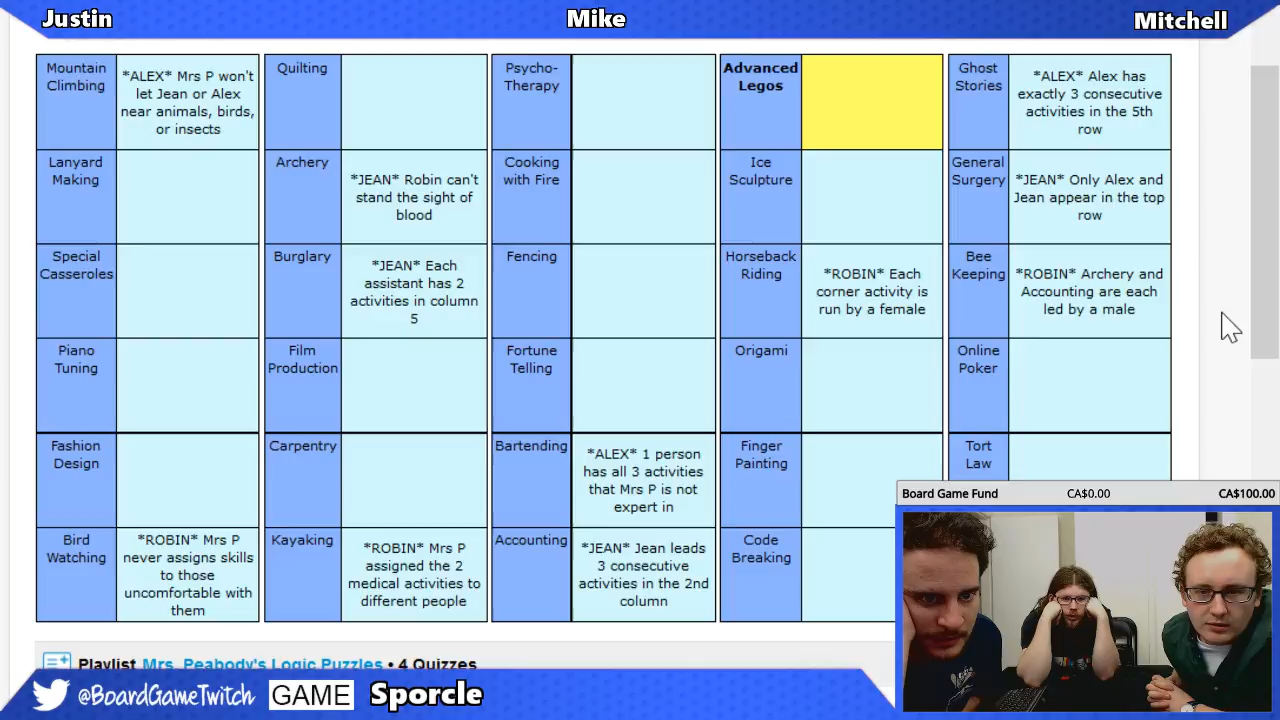 Justin
Mike
Mitchell
Mountain
Climbing
*ALEX* Mrs P won't
let Jean or Alex
near animals, birds,
or insects
Quilting
Psycho-
Therapy
Advanced
Legos
Ghost
Stories
*ALEX* Alex has
exactly 3 consecutive
activities in the 5th
row
Lanyard
Making
Archery
*JEAN* Robin can't
stand the sight of
blood
Cooking
with Fire
Ice
Sculpture
General
Surgery
*JEAN* Only Alex and
Jean appear in the top
row
Special
Casseroles
Burglary
*JEAN* Each
assistant has 2
activities in column
5
Fencing
Horseback
Riding
*ROBIN* Each
corner activity is
run by a female
Bee
Keeping
*ROBIN* Archery and
Accounting are each
led by a male
Piano
Tuning
Film
Production
Fortune
Telling
Origami
Online
Poker
Fashion
Design
Carpentry
Bartending
*ALEX* 1 person
has all 3 activities
that Mrs P is not
expert in
Finger
Painting
Tort
Law
Bird
Watching
*ROBIN* Mrs P
never assigns skills
to those
uncomfortable with
them
Kayaking
*ROBIN* Mrs P
assigned the 2
medical activities to
different people
Accounting
*JEAN* Jean leads
3 consecutive
activities in the 2nd
column
Code
Breaking
Board Game Fund CA$0.00 CA$100.00
Playlist Mrs. Peabody's Logic Puzzles • 4 Quizzes
@BoardGameTwitch GAME Sporcle